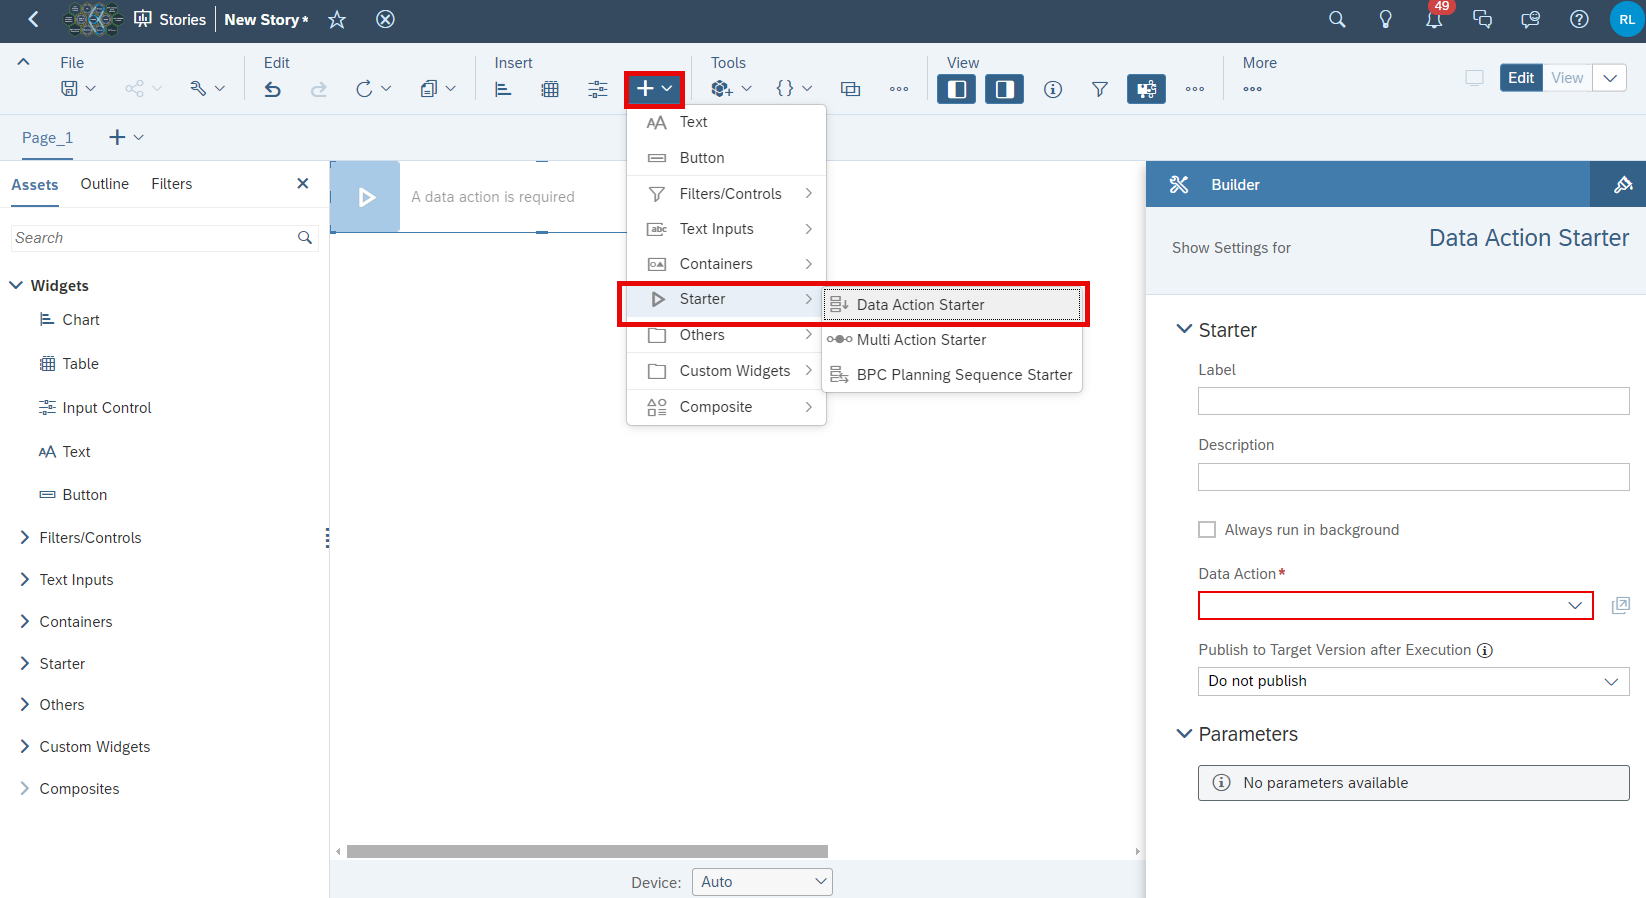 Stories
New Story*
49
RL
File
Edit
Insert
Tools
View
More
Edit
View
Page_1
Assets
Outline
Filters
Search
Widgets
Chart
Table
Input Control
Text
Button
Filters/Controls
Text Inputs
Containers
Starter
Others
Custom Widgets
Composites
A data action is required
Text
Button
Filters/Controls
abc
Text Inputs
Containers
Starter
Others
Custom Widgets
Composite
Data Action Starter
Multi Action Starter
BPC Planning Sequence Starter
Device:
Auto
Builder
Show Settings for
Data Action Starter
Starter
Label
Description
Always run in background
Data Action*
Publish to Target Version after Execution
Do not publish
Parameters
No parameters available